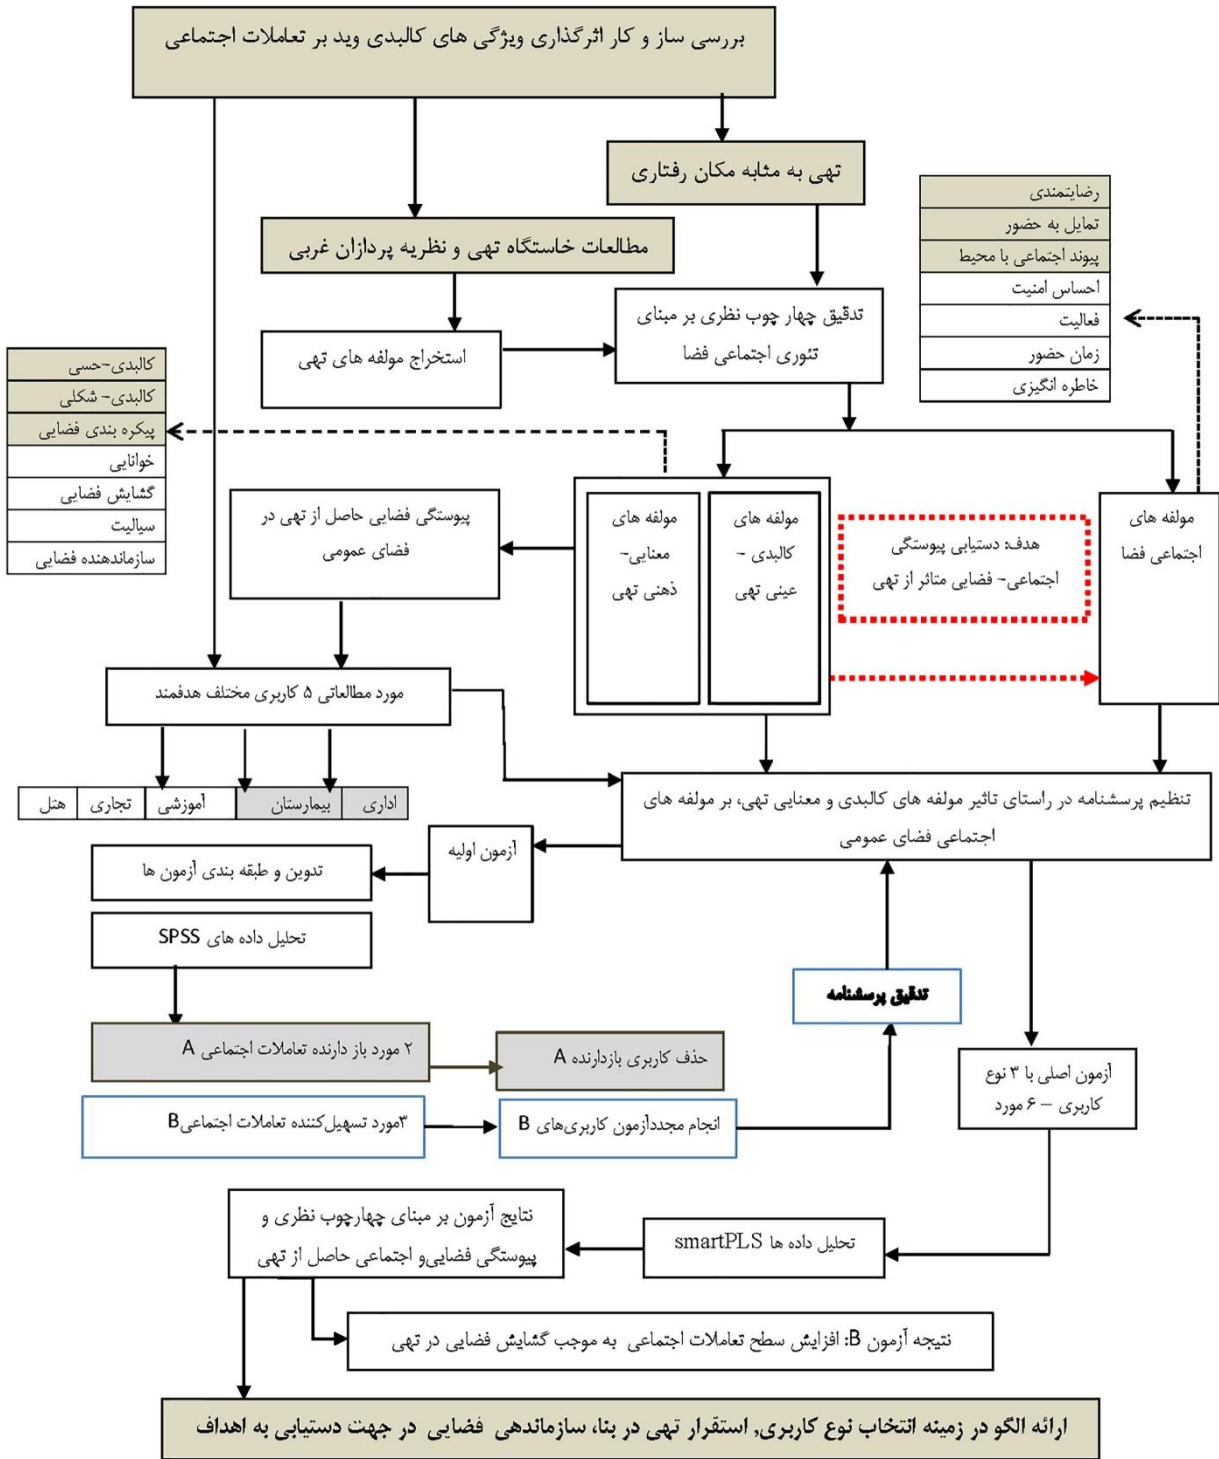 بررسی ساز و کار اثرگذاری ویژگی های کالبدی وید بر تعاملات اجتماعی
تهی به مثابه مکان رفتاری
مطالعات خاستگاه تهی و نظریه پردازان غربی
رضایتمندی
تمایل به حضور
پیوند اجتماعی با محیط
احساس امنیت
فعالیت
زمان حضور
خاطره انگیزی
تدقیق چهار چوب نظری بر مبنای
تئوری اجتماعی فضا
استخراج مولفه های تهی
کالبدی-حسی
کالبدی- شکلی
پیکره بندی فضایی
خوانایی
گشایش فضایی
سیالیت
سازماندهنده فضایی
مولفه های
اجتماعی فضا
هدف: دستیابی پیوستگی
اجتماعی- فضایی متاثر از تهی
مولفه های
کالبدی -
عینی تهی
مولفه های
معنایی-
ذهنی تهی
پیوستگی فضایی حاصل از تهی در
فضای عمومی
مورد مطالعاتی ۵ کاربری مختلف هدفمند
اداری
بیمارستان
آموزشی
تجاری
هتل
تنظیم پرسشنامه در راستای تاثیر مولفه های کالبدی و معنایی تهی، بر مولفه های
اجتماعی فضای عمومی
آزمون اولیه
تدوین و طبقه بندی آزمون ها
تحلیل داده های SPSS
تدقیق پرسشنامه
۲ مورد باز دارنده تعاملات اجتماعی A
حذف کاربری بازدارنده A
۳مورد تسهیل‌کننده تعاملات اجتماعیB
انجام مجددآزمون کاربری‌های B
آزمون اصلی با ۳ نوع
کاربری – ۶ مورد
تحلیل داده ها smartPLS
نتایج آزمون بر مبنای چهارچوب نظری و
پیوستگی فضایی‌و اجتماعی حاصل از تهی
نتیجه آزمون B: افزایش سطح تعاملات اجتماعی به موجب گشایش فضایی در تهی
ارائه الگو در زمینه انتخاب نوع کاربری, استقرار تهی در بنا، سازماندهی فضایی در جهت دستیابی به اهداف